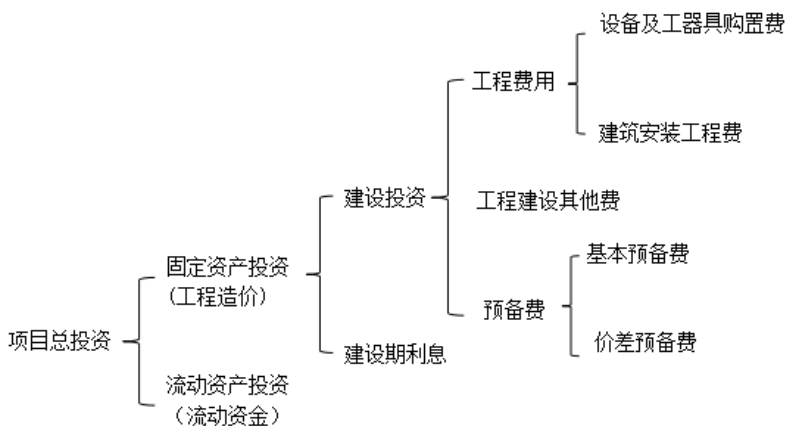 设备及工器具购置费
工程费用
建筑安装工程费
建设投资
工程建设其他费
基本预备费
固定资产投资
(工程造价)
预备费
项目总投资
价差预备费
建设期利息
流动资产投资
（流动资金）